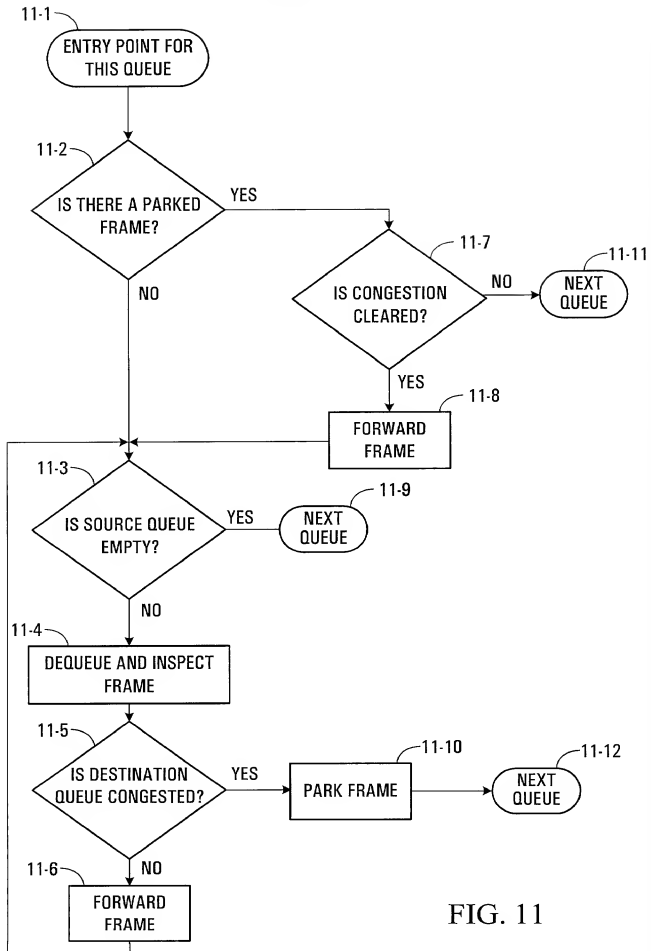 11-1
ENTRY POINT FOR
THIS QUEUE
11-2
IS THERE A PARKED
FRAME?
YES
NO
11-7
IS CONGESTION
CLEARED?
NO
11-11
NEXT
QUEUE
YES
11-8
FORWARD
FRAME
11-3
IS SOURCE QUEUE
EMPTY?
YES
11-9
NEXT
QUEUE
NO
11-4
DEQUEUE AND INSPECT
FRAME
11-5
IS DESTINATION
QUEUE CONGESTED?
YES
11-10
PARK FRAME
11-12
NEXT
QUEUE
NO
11-6
FORWARD
FRAME
FIG. 11